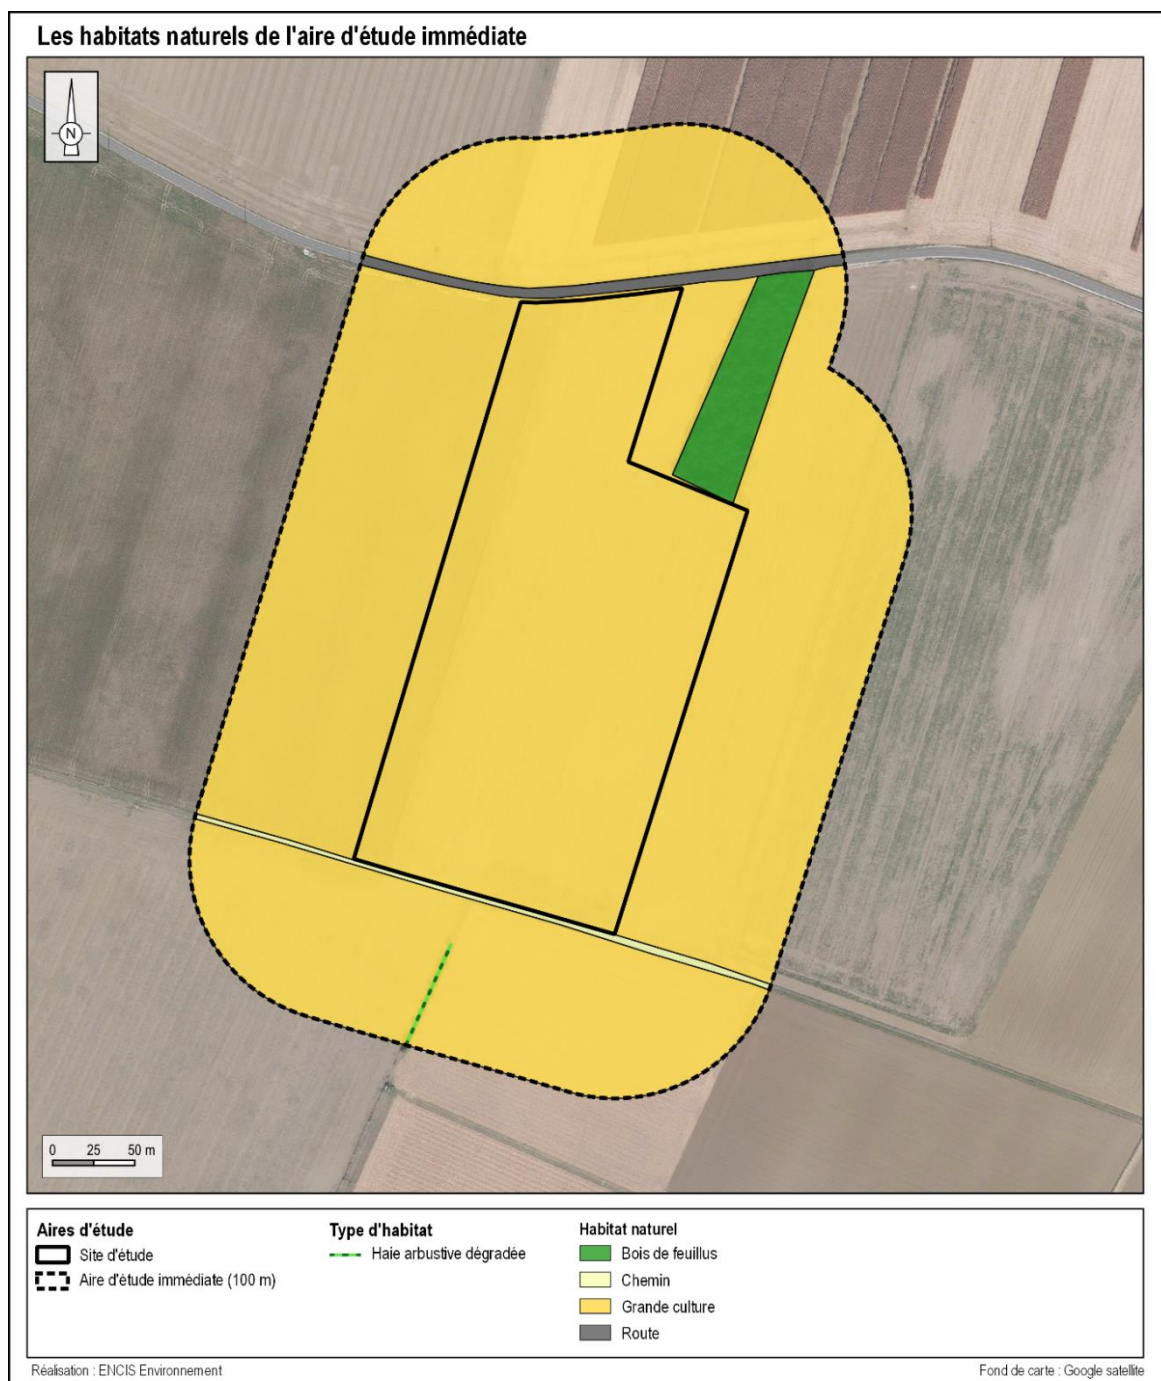 Les habitats naturels de l'aire d'étude immédiate
N
0 25 50 m
Aires d'étude
Site d'étude
Aire d'étude immédiate (100 m)
Type d'habitat
Haie arbustive dégradée
Habitat naturel
Bois de feuillus
Chemin
Grande culture
Route
Réalisation : ENCIS Environnement
Fond de carte : Google satellite